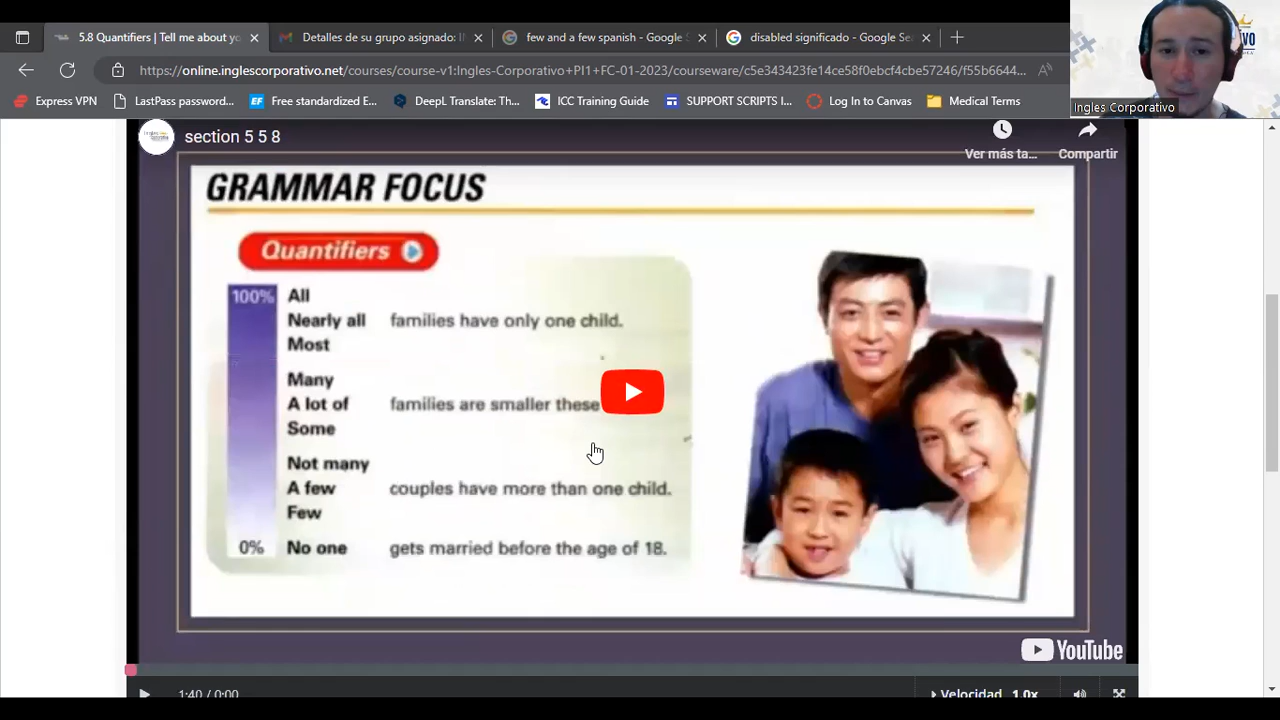 5.8 Quantifiers | Tell me about yo
Detalles de su grupo asignado: I
few and a few spanish - Google S
disabled significado - Google Sea
https://online.inglescorporativo.net/courses/course-v1:Ingles-Corporativo+PI1+FC-01-2023/courseware/c5e343423fe14ce58f0ebcf4cbe57246/f55b6644...
Express VPN
LastPass password...
Free standardized E...
DeepL Translate: Th...
ICC Training Guide
SUPPORT SCRIPTS I...
Log In to Canvas
Medical Terms
Ingles Corporativo
section 5 5 8
Ver más ta...
Compartir
GRAMMAR FOCUS
Quantifiers
100% All
Nearly all families have only one child.
Most
Many
A lot of families are smaller these
Some
Not many
A few couples have more than one child.
Few
0% No one gets married before the age of 18.
YouTube
1:40 / 0:00
Velocidad 1.0x